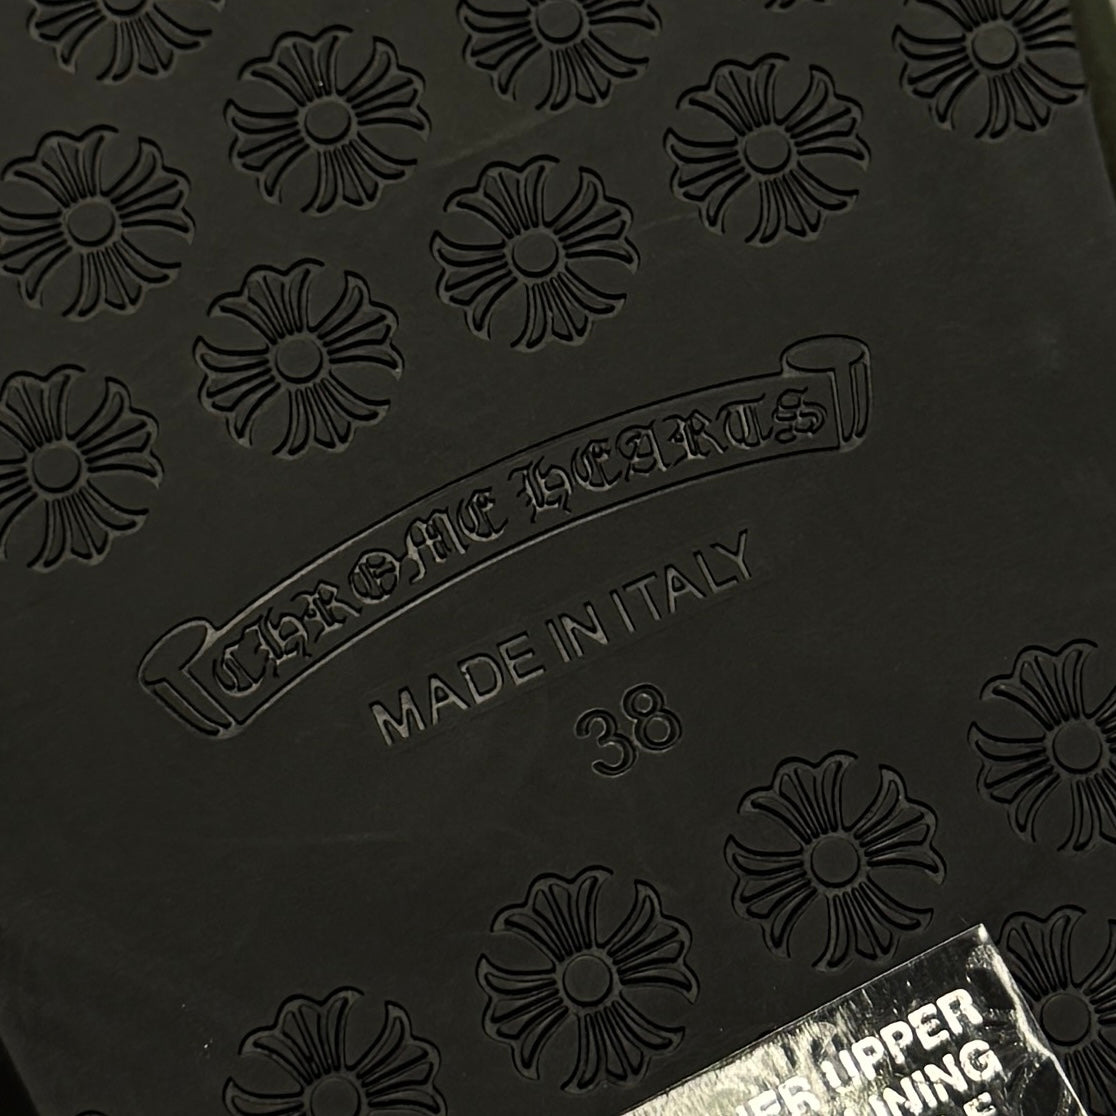 CHROME HEARTS
MADE IN ITALY
38
UPPER